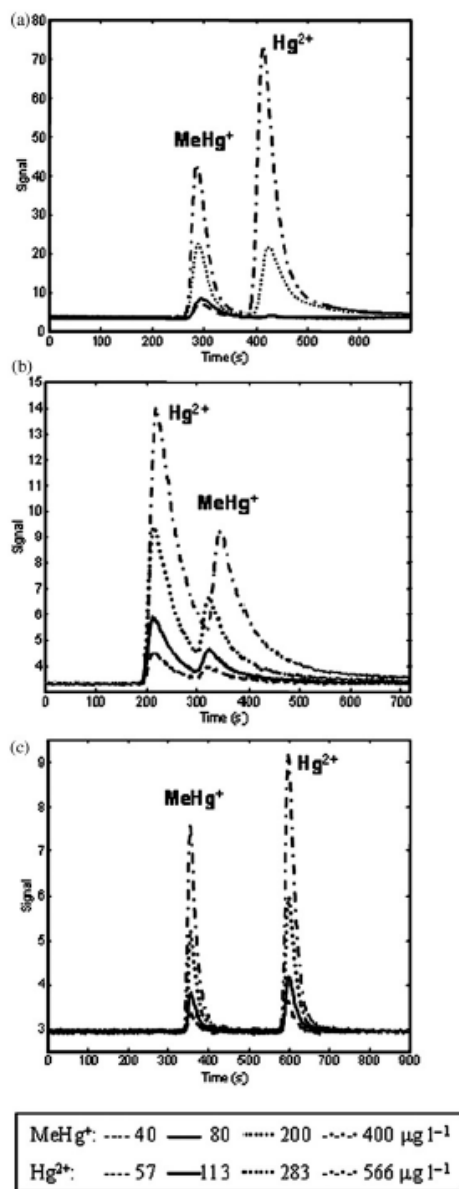 (a)
80
70
60
50
40
30
20
10
0
Signal
MeHg⁺
Hg²⁺
0 100 200 300 400 500 600
Time (s)
(b)
15
14
13
12
11
10
9
8
7
6
5
4
3
Signal
Hg²⁺
MeHg⁺
0 100 200 300 400 500 600 700
Time (s)
(c)
9
8
7
6
5
4
3
2
Signal
MeHg⁺
Hg²⁺
0 100 200 300 400 500 600 700 800 900
Time (s)
MeHg⁺: 40 80 200 400 µg l⁻¹
Hg²⁺: 57 113 283 566 µg l⁻¹